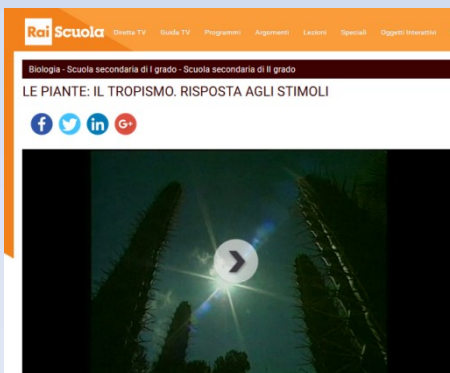 Rai Scuola Diretta TV Guida TV Programmi Argomenti Lezioni Speciali Oggetti Interattivi
Biologia - Scuola secondaria di I grado - Scuola secondaria di II grado
LE PIANTE: IL TROPISMO. RISPOSTA AGLI STIMOLI
f in G+